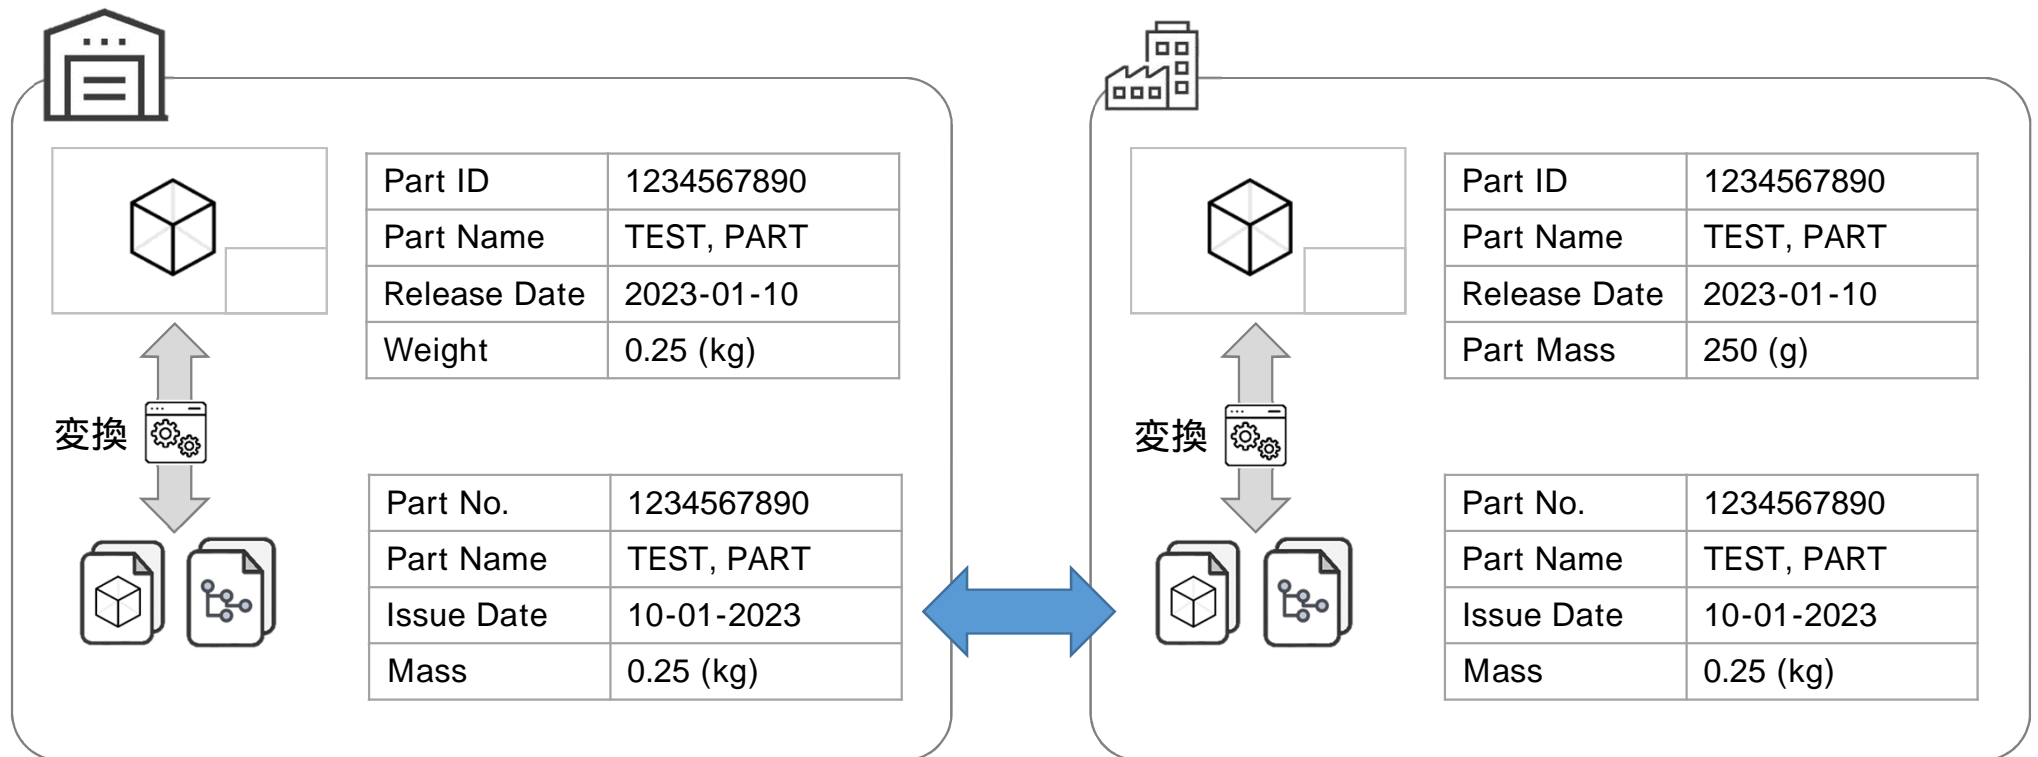 Part ID 1234567890
Part Name TEST, PART
Release Date 2023-01-10
Weight 0.25 (kg)
変換
Part No. 1234567890
Part Name TEST, PART
Issue Date 10-01-2023
Mass 0.25 (kg)
Part ID 1234567890
Part Name TEST, PART
Release Date 2023-01-10
Part Mass 250 (g)
変換
Part No. 1234567890
Part Name TEST, PART
Issue Date 10-01-2023
Mass 0.25 (kg)